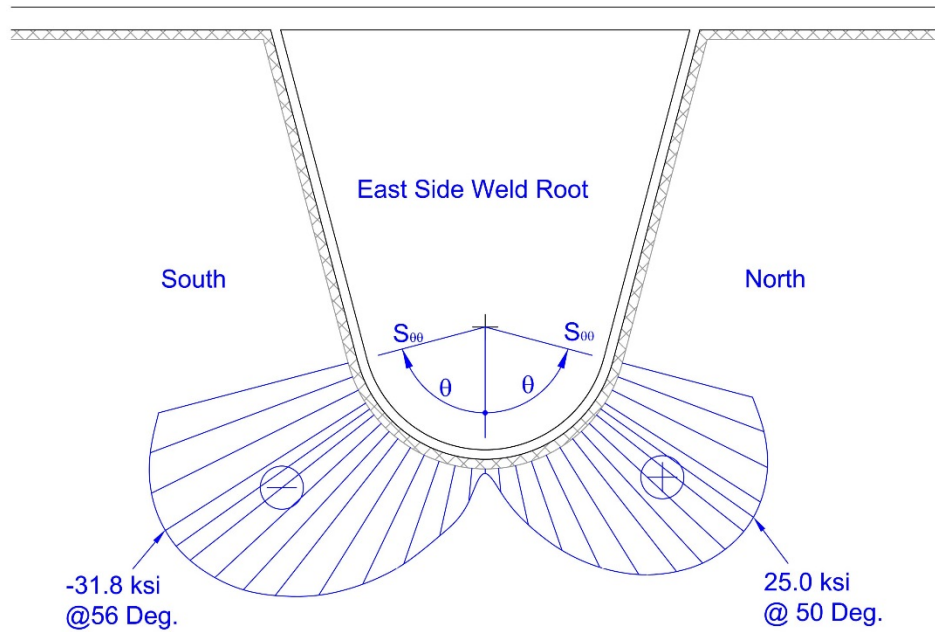 East Side Weld Root
South
North
Sθθ
Sθθ
θ
θ
-31.8 ksi
@56 Deg.
25.0 ksi
@ 50 Deg.